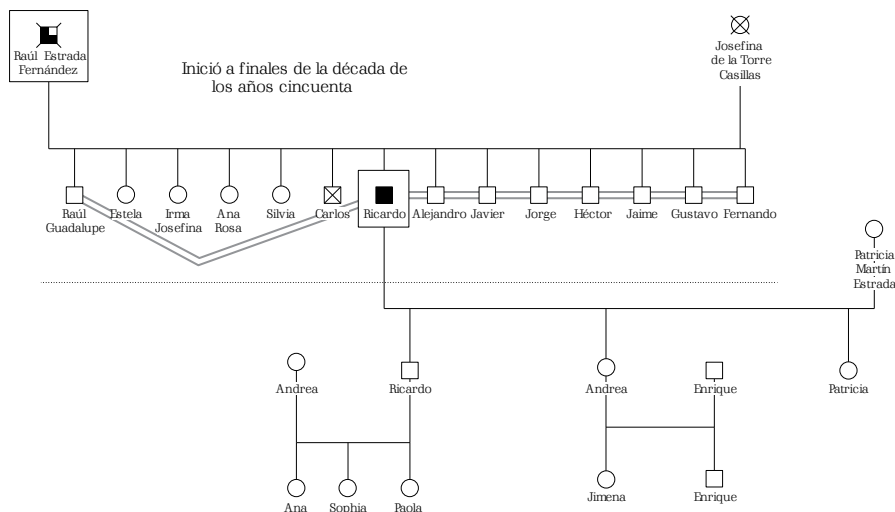 Raúl Estrada
Fernández
Inició a finales de la década de
los años cincuenta
Josefina
de la Torre
Casillas
Raúl
Guadalupe
Estela
Irma
Josefina
Ana
Rosa
Silvia
Carlos
Ricardo
Alejandro
Javier
Jorge
Héctor
Jaime
Gustavo
Fernando
Patricia
Martín
Estrada
Andrea
Ricardo
Andrea
Enrique
Patricia
Ana
Sophia
Paola
Jimena
Enrique